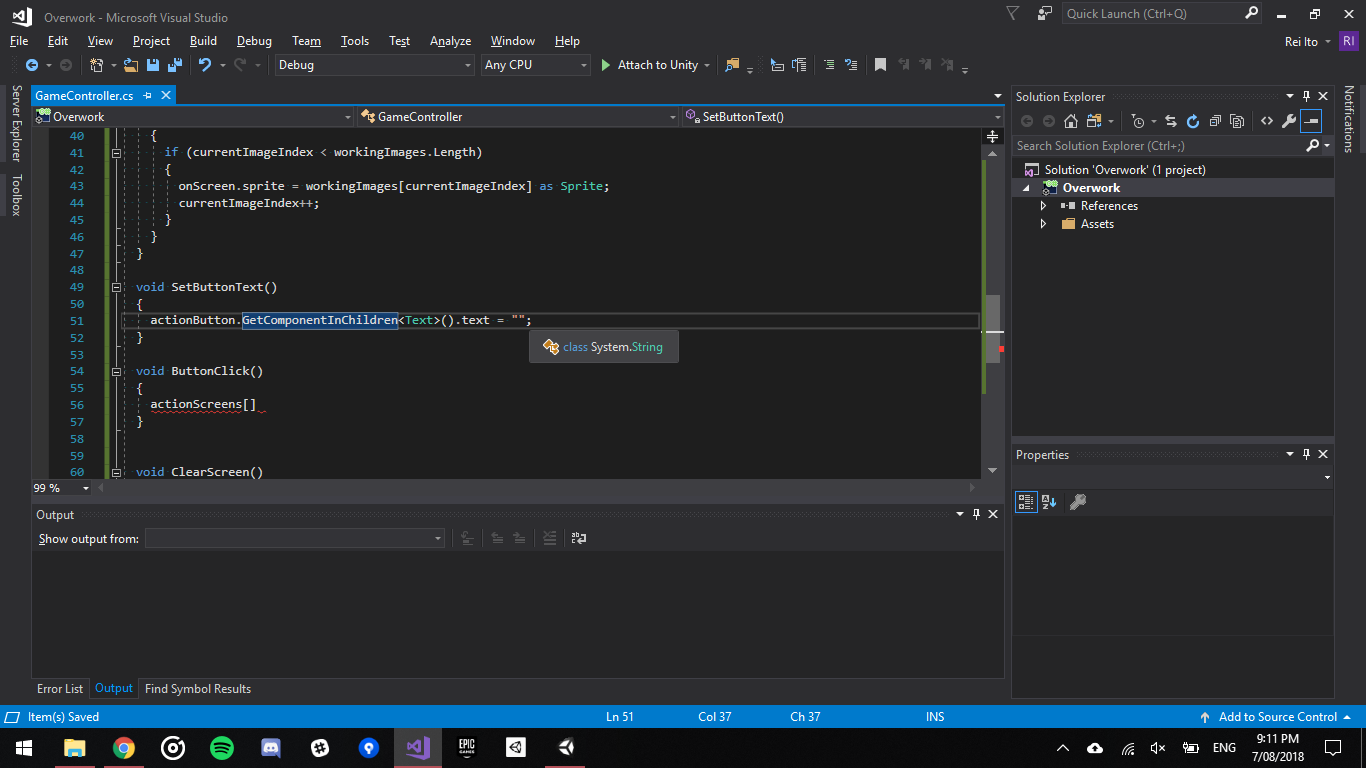 Overwork - Microsoft Visual Studio
Quick Launch (Ctrl+Q)
File Edit View Project Build Debug Team Tools Test Analyze Window Help
Rei Ito RI
Debug Any CPU Attach to Unity
Server Explorer
Toolbox
GameController.cs
Overwork GameController SetButtonText()
40 {
41 if (currentImageIndex < workingImages.Length)
42 {
43 onScreen.sprite = workingImages[currentImageIndex] as Sprite;
44 currentImageIndex++;
45 }
46 }
47 }
48
49 void SetButtonText()
50 {
51 actionButton.GetComponentInChildren<Text>().text = "";
52 }
class System.String
53
54 void ButtonClick()
55 {
56 actionScreens[]
57 }
58
59
60 void ClearScreen()
99 %
Output
Show output from:
Error List Output Find Symbol Results
Solution Explorer
Search Solution Explorer (Ctrl+;)
Solution 'Overwork' (1 project)
Overwork
References
Assets
Properties
Notifications
Item(s) Saved Ln 51 Col 37 Ch 37 INS Add to Source Control
EPIC GAMES
ENG
9:11 PM
7/08/2018